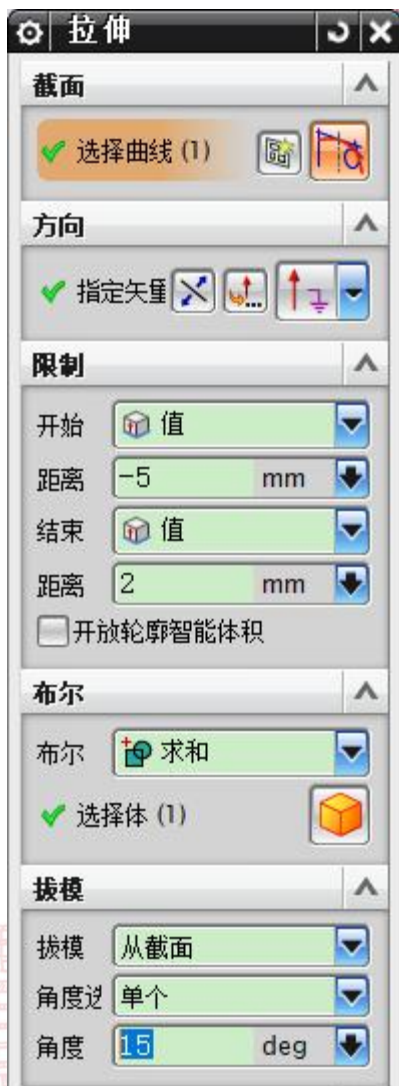 拉伸
截面
选择曲线 (1)
方向
指定矢量
限制
开始 值
距离 -5 mm
结束 值
距离 2 mm
开放轮廓智能体积
布尔
布尔 求和
选择体 (1)
拔模
拔模 从截面
角度选 单个
角度 15 deg